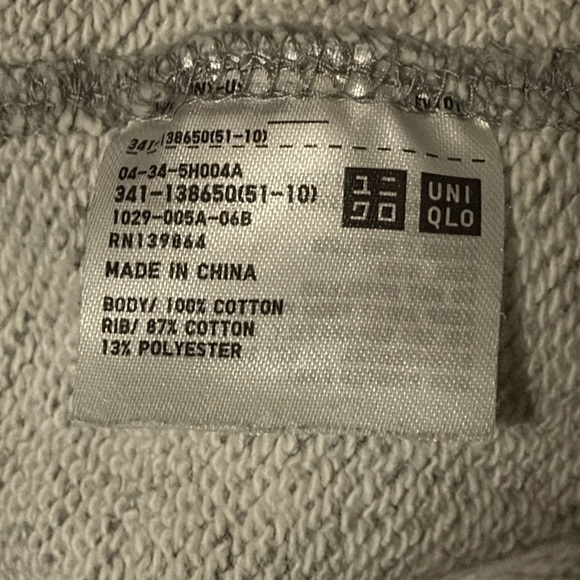 341-138650(51-10)
04-34-5H004A
341-138650(51-10)
1029-005A-06B
RN139864
MADE IN CHINA
BODY/ 100% COTTON
RIB/ 87% COTTON
13% POLYESTER
ユニ
クロ
UNI
QLO